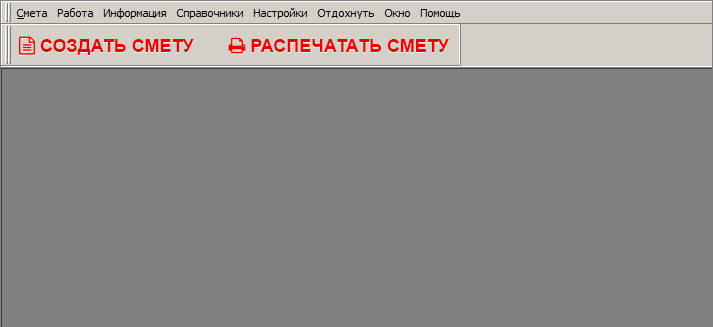 Смета Работа Информация Справочники Настройки Отдохнуть Окно Помощь
СОЗДАТЬ СМЕТУ РАСПЕЧАТАТЬ СМЕТУ